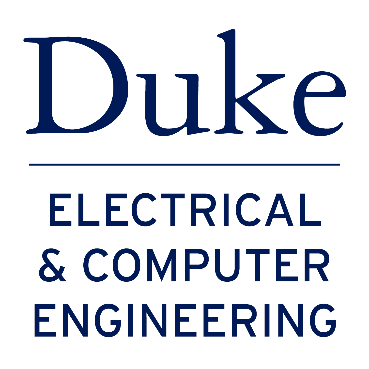 Duke
ELECTRICAL
& COMPUTER
ENGINEERING